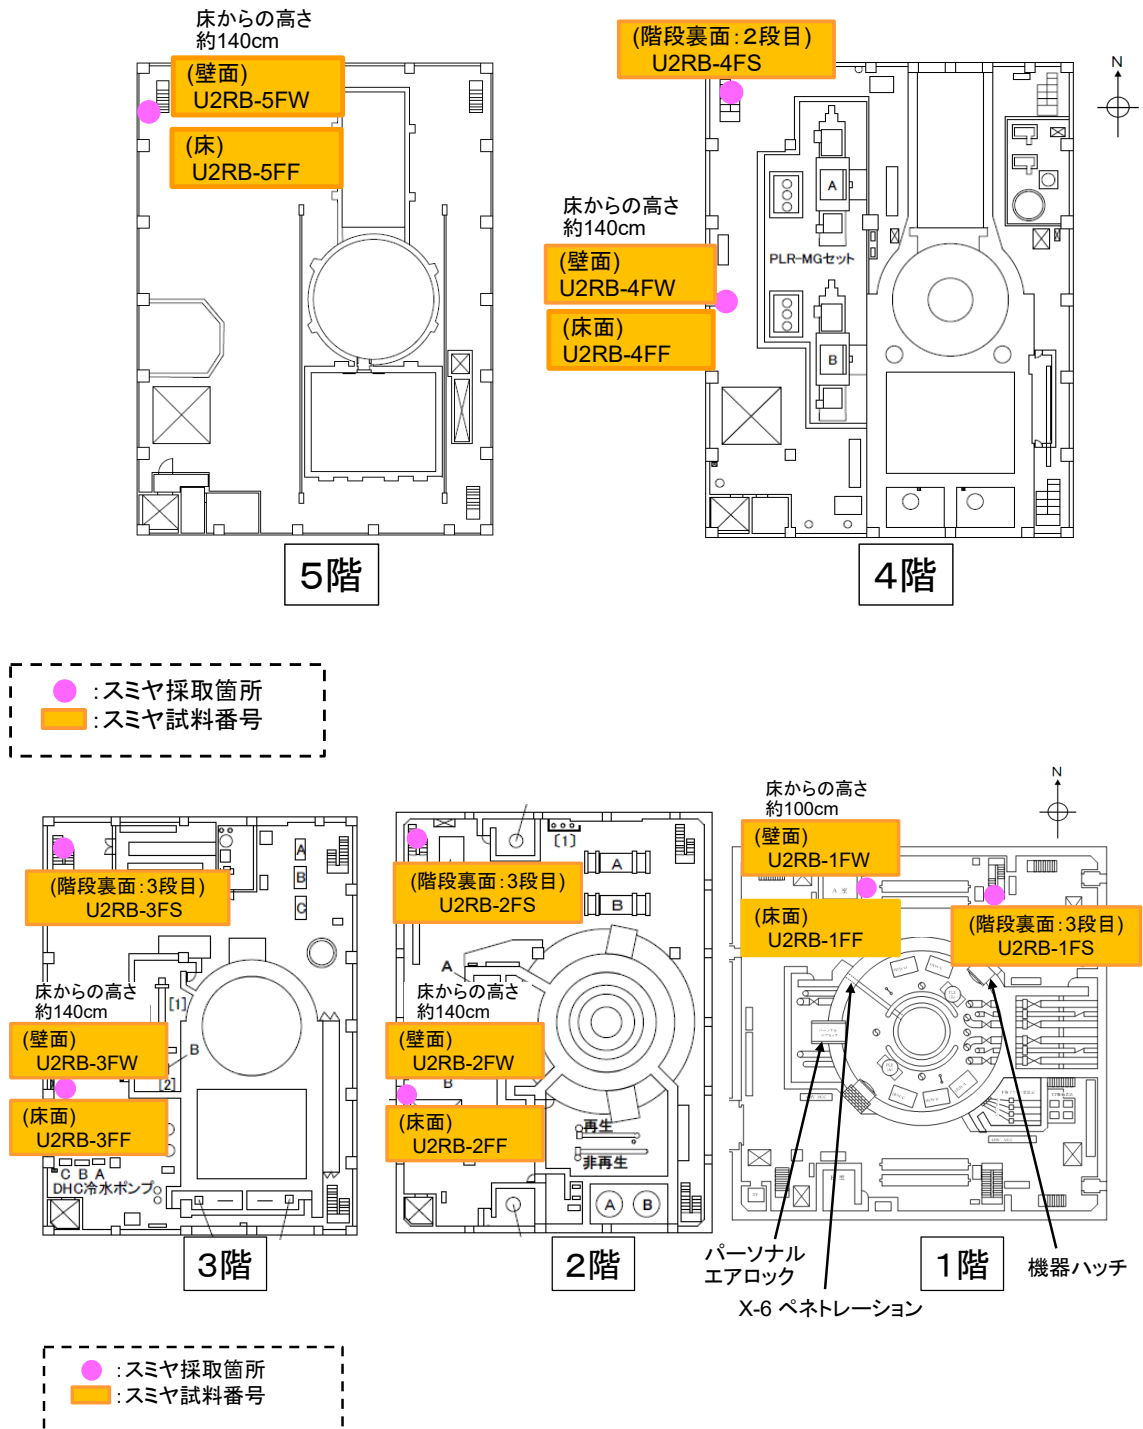 床からの高さ
約140cm
(壁面)
U2RB-5FW
(床)
U2RB-5FF
5階
(階段裏面:2段目)
U2RB-4FS
N
床からの高さ
約140cm
(壁面)
U2RB-4FW
(床面)
U2RB-4FF
A
PLR-MGセット
B
4階
:スミヤ採取箇所
:スミヤ試料番号
(階段裏面:3段目)
U2RB-3FS
A
B
C
床からの高さ
約140cm
[1]
(壁面)
U2RB-3FW
B
[2]
(床面)
U2RB-3FF
C B A
DHC冷水ポンプ
3階
[1]
A
B
(階段裏面:3段目)
U2RB-2FS
A
床からの高さ
約140cm
(壁面)
U2RB-2FW
B
(床面)
U2RB-2FF
再生
非再生
A
B
2階
N
床からの高さ
約100cm
(壁面)
U2RB-1FW
(床面)
U2RB-1FF
(階段裏面:3段目)
U2RB-1FS
パーソナル
エアロック
X-6 ペネトレーション
1階
機器ハッチ
:スミヤ採取箇所
:スミヤ試料番号